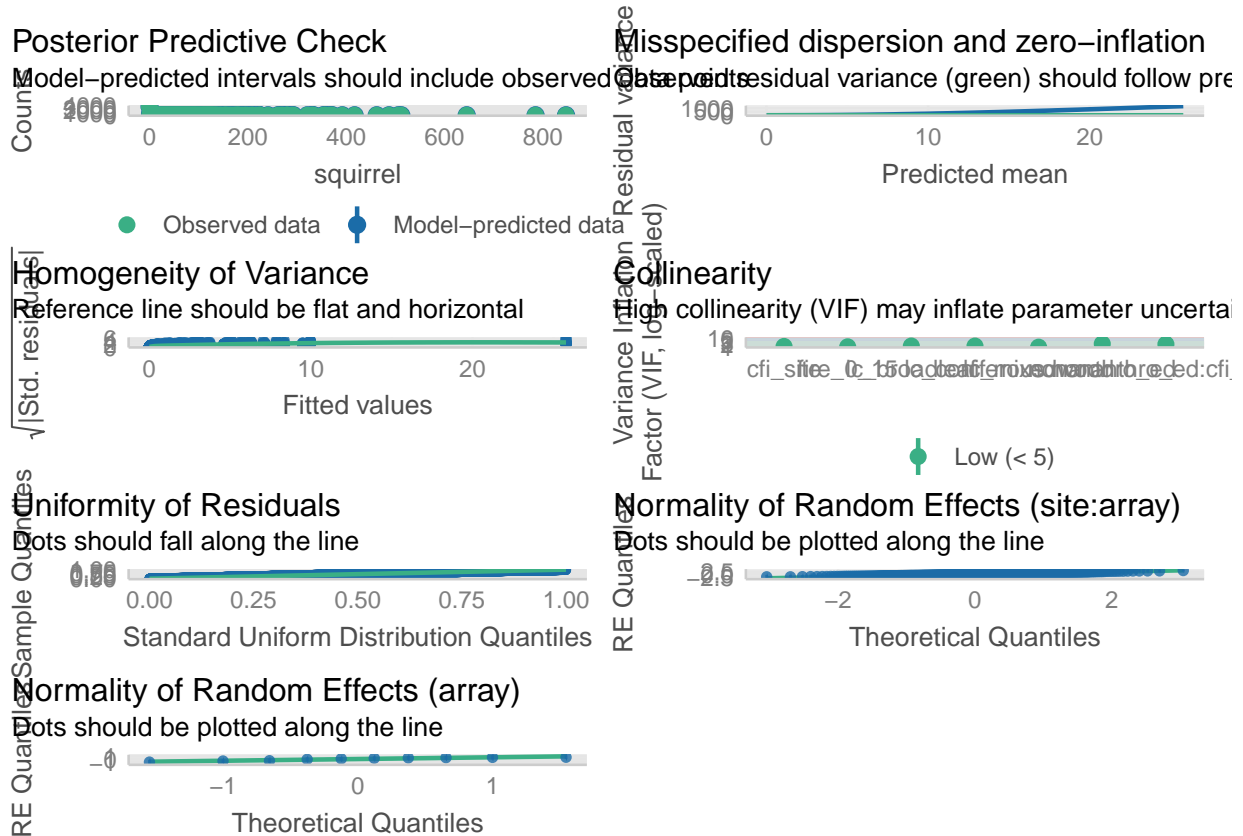 Posterior Predictive Check
Model−predicted intervals should include observed data points
Counts
0 200 400 600 800
squirrel
Observed data Model−predicted data
Misspecified dispersion and zero−inflation
Observed residual variance (green) should follow pre
Residual variance
1000
500
0 10 20
Predicted mean
Homogeneity of Variance
Reference line should be flat and horizontal
√|Std. residuals|
0 10 20
Fitted values
Collinearity
High collinearity (VIF) may inflate parameter uncertai
Variance Inflation
Factor (VIF, log−scaled)
Low (< 5)
Uniformity of Residuals
Dots should fall along the line
Sample Quantiles
0.00 0.25 0.50 0.75 1.00
Standard Uniform Distribution Quantiles
Normality of Random Effects (site:array)
Dots should be plotted along the line
RE Quantiles
−2 0 2
Theoretical Quantiles
Normality of Random Effects (array)
Dots should be plotted along the line
RE Quantiles
−1 0 1
Theoretical Quantiles